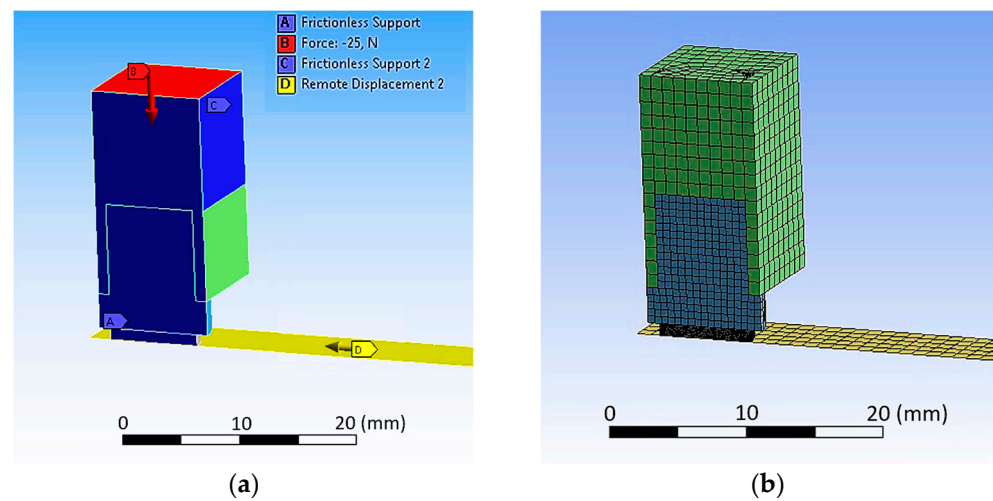 A Frictionless Support
B Force: -25, N
C Frictionless Support 2
D Remote Displacement 2
B
C
A
D
0 10 20 (mm)
0 10 20 (mm)
(a) (b)